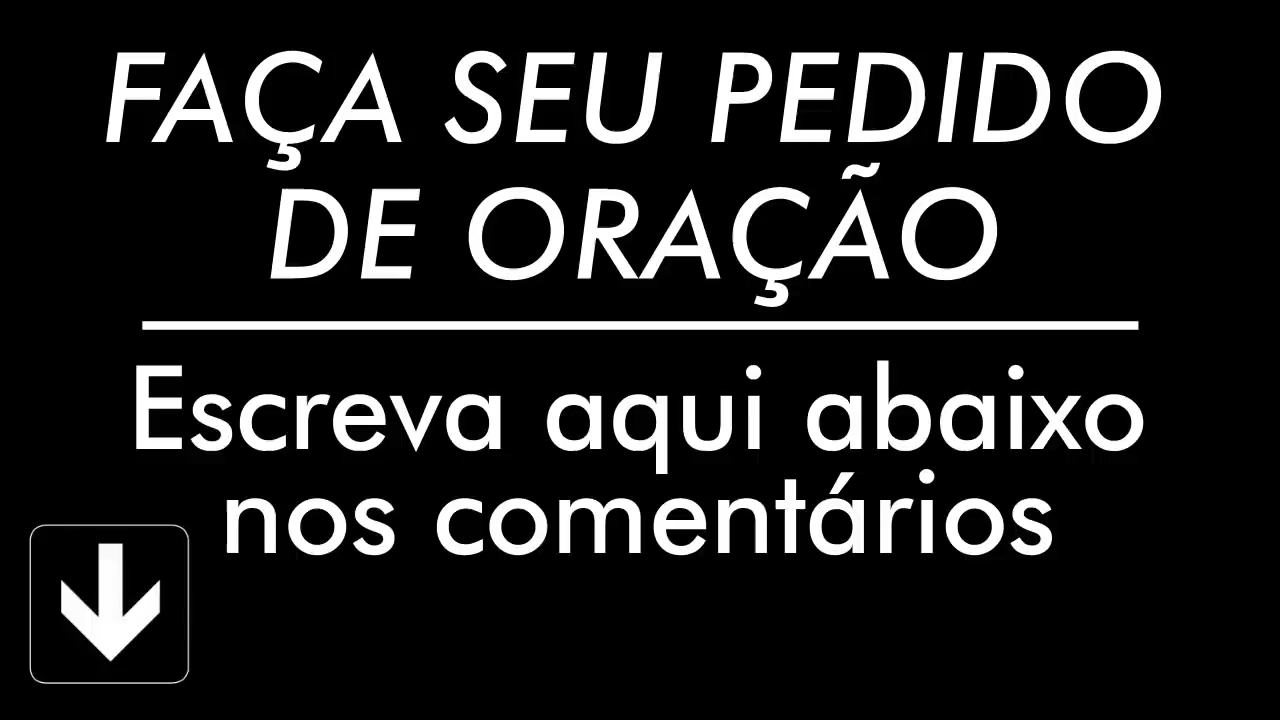 FAÇA SEU PEDIDO
DE ORAÇÃO
Escreva aqui abaixo
nos comentários